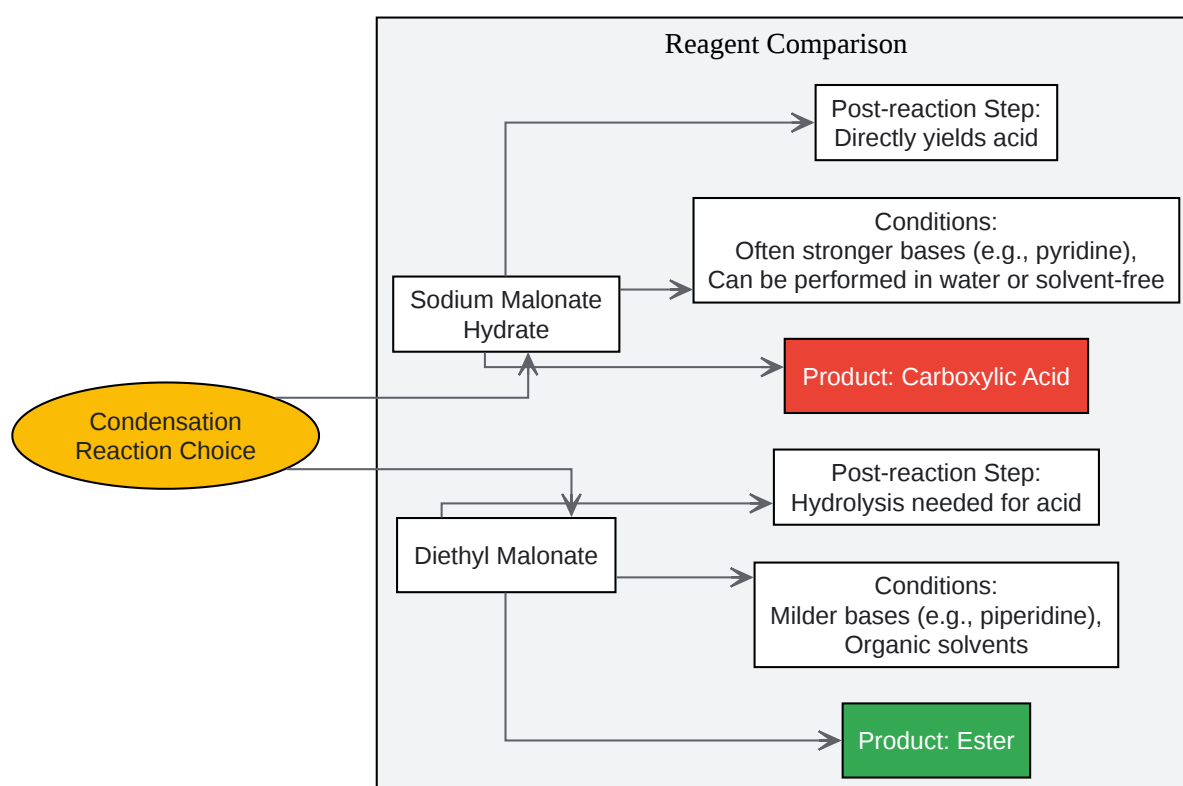 Reagent Comparison
Post-reaction Step:
Directly yields acid
Conditions:
Often stronger bases (e.g., pyridine),
Can be performed in water or solvent-free
Sodium Malonate
Hydrate
Product: Carboxylic Acid
Condensation
Reaction Choice
Post-reaction Step:
Hydrolysis needed for acid
Diethyl Malonate
Conditions:
Milder bases (e.g., piperidine),
Organic solvents
Product: Ester